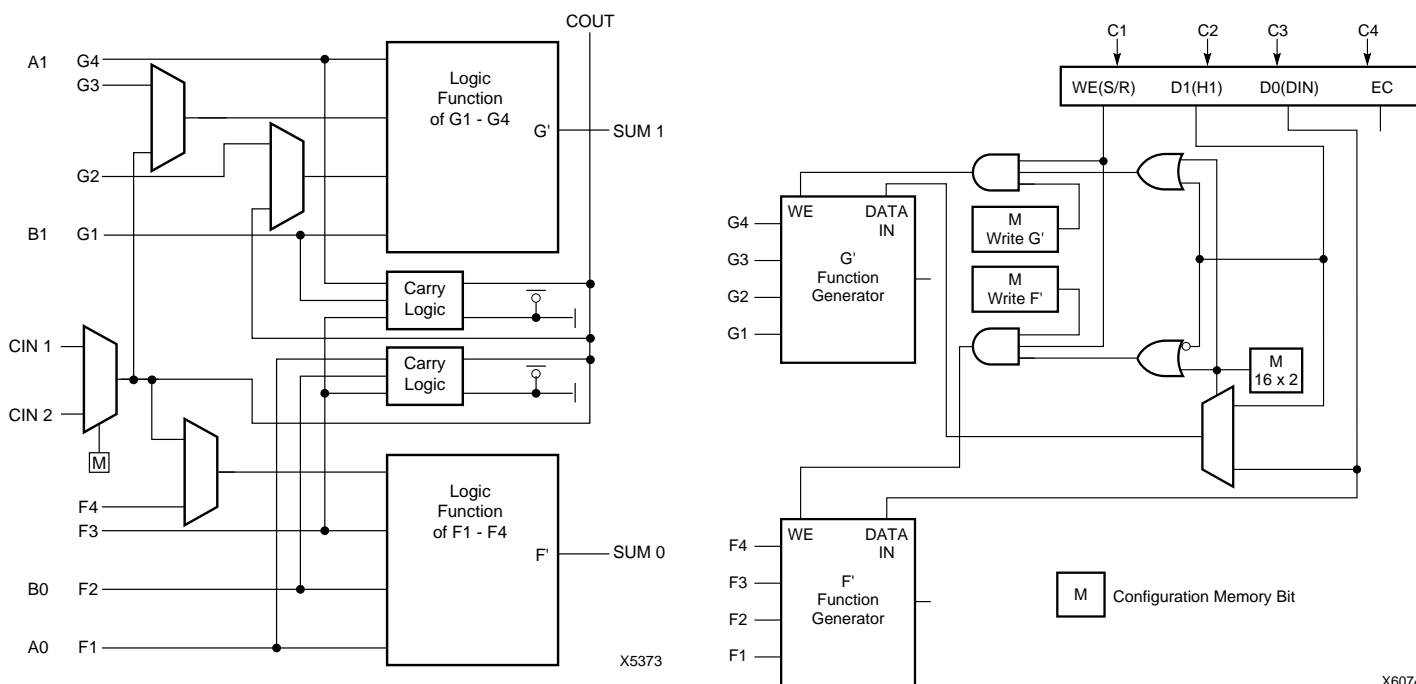 COUT
A1
G4
G3
G2
B1
G1
Logic
Function
of G1 - G4
G'
SUM 1
Carry
Logic
CIN 1
CIN 2
M
Carry
Logic
F4
F3
B0
F2
A0
F1
Logic
Function
of F1 - F4
F'
SUM 0
X5373
C1
C2
C3
C4
WE(S/R)
D1(H1)
D0(DIN)
EC
WE
DATA
IN
G4
G3
G2
G1
G'
Function
Generator
M
Write G'
M
Write F'
M
16 x 2
WE
DATA
IN
F4
F3
F2
F1
F'
Function
Generator
M
Configuration Memory Bit
X6074